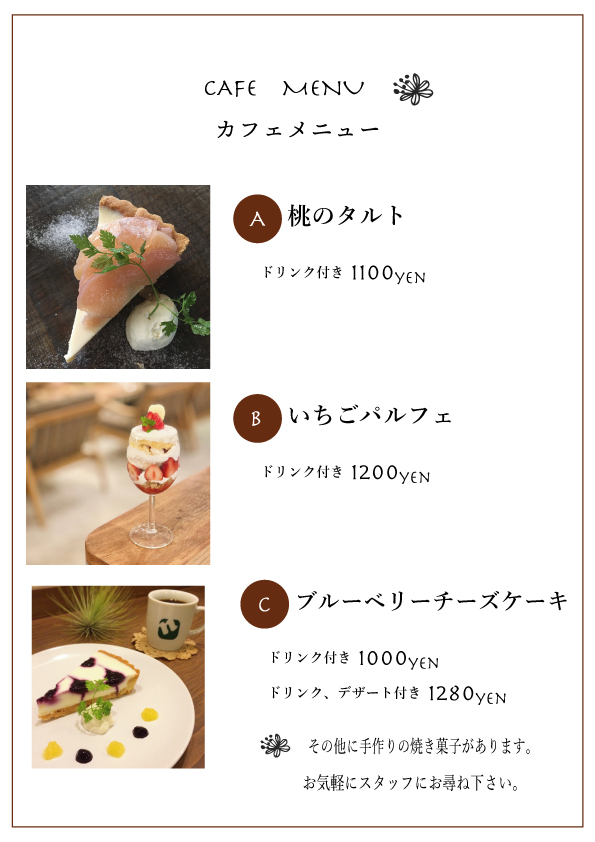 CAFE MENU
カフェメニュー
A 桃のタルト
ドリンク付き 1100YEN
B いちごパルフェ
ドリンク付き 1200YEN
C ブルーベリーチーズケーキ
ドリンク付き 1000YEN
ドリンク、デザート付き 1280YEN
その他に手作りの焼き菓子があります。
お気軽にスタッフにお尋ね下さい。